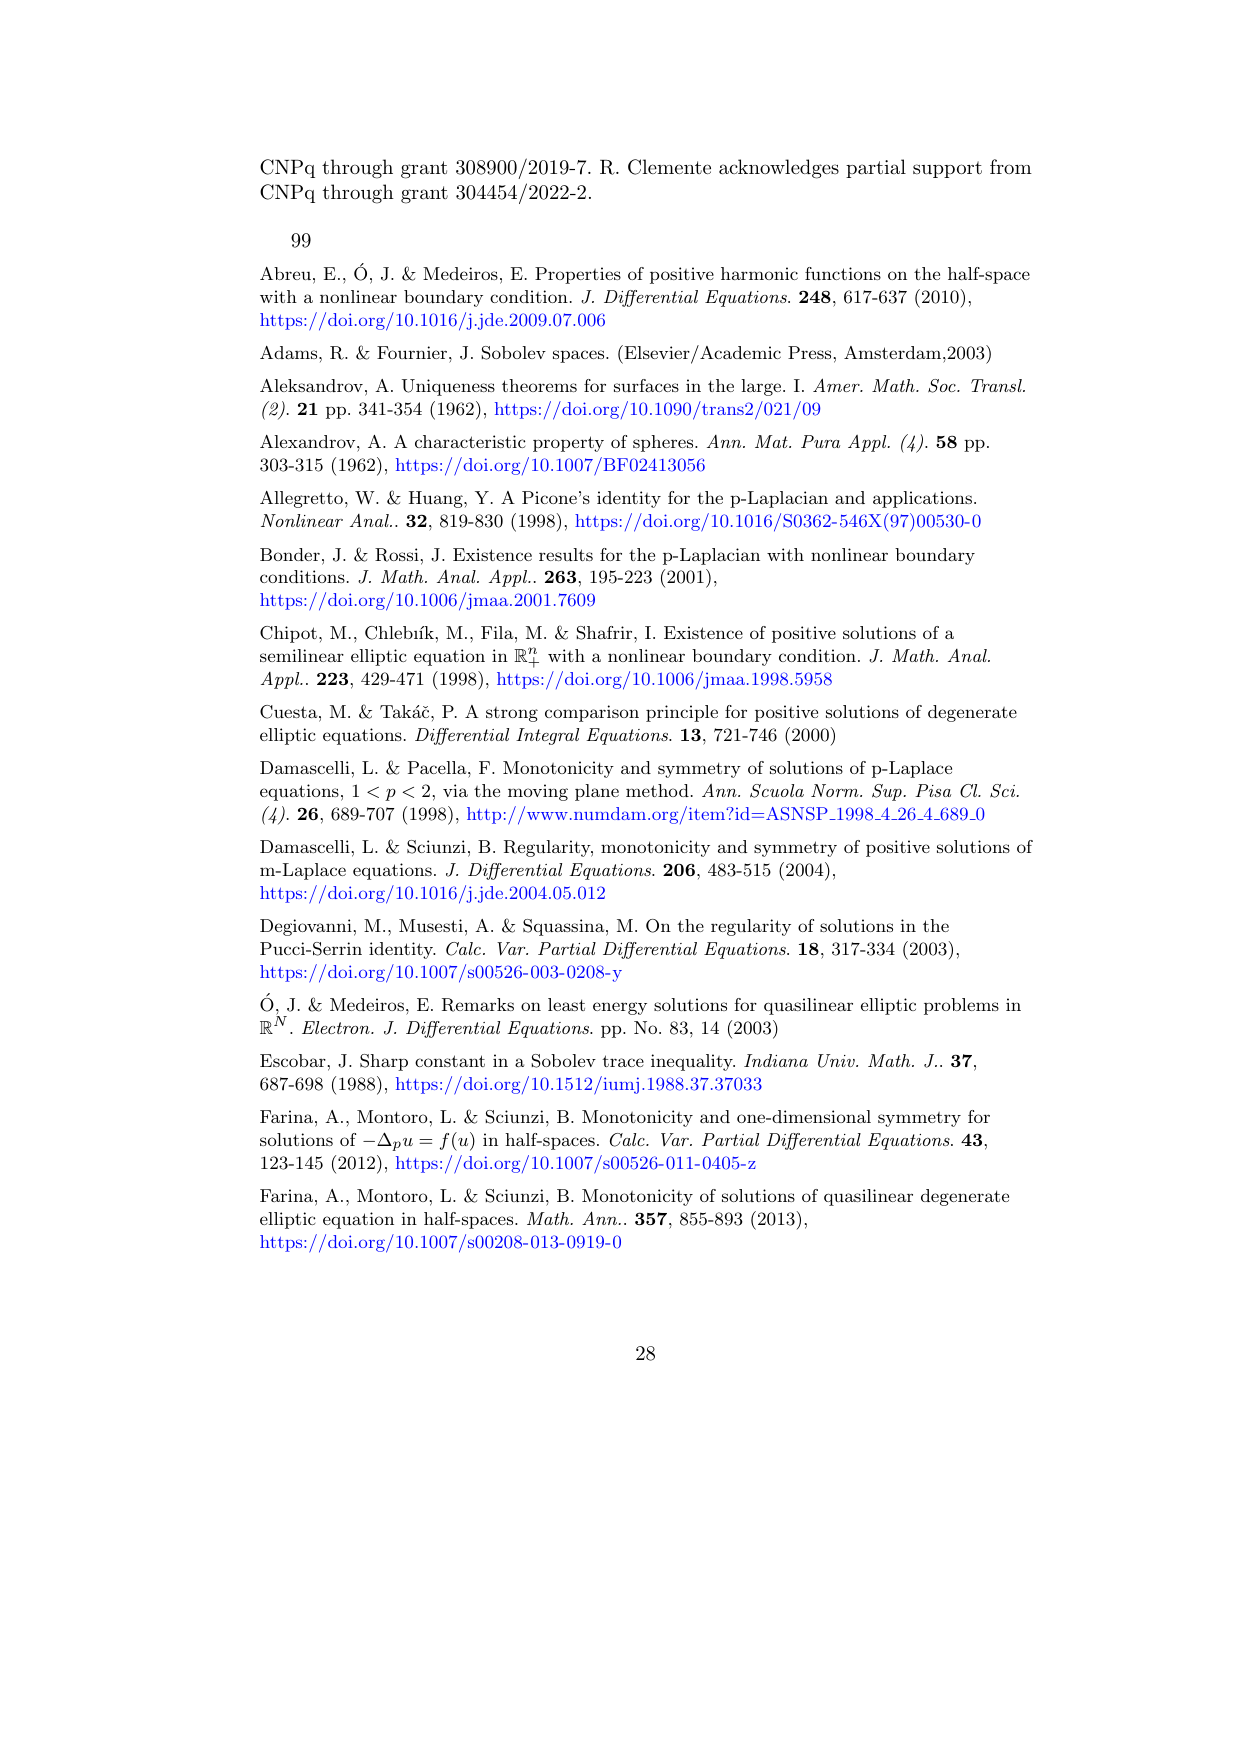 CNPq through grant 308900/2019-7. R. Clemente acknowledges partial support from
CNPq through grant 304454/2022-2.
99
Abreu, E., Ó, J. & Medeiros, E. Properties of positive harmonic functions on the half-space
with a nonlinear boundary condition. J. Differential Equations. 248, 617-637 (2010),
https://doi.org/10.1016/j.jde.2009.07.006
Adams, R. & Fournier, J. Sobolev spaces. (Elsevier/Academic Press, Amsterdam,2003)
Aleksandrov, A. Uniqueness theorems for surfaces in the large. I. Amer. Math. Soc. Transl.
(2). 21 pp. 341-354 (1962), https://doi.org/10.1090/trans2/021/09
Alexandrov, A. A characteristic property of spheres. Ann. Mat. Pura Appl. (4). 58 pp.
303-315 (1962), https://doi.org/10.1007/BF02413056
Allegretto, W. & Huang, Y. A Picone's identity for the p-Laplacian and applications.
Nonlinear Anal.. 32, 819-830 (1998), https://doi.org/10.1016/S0362-546X(97)00530-0
Bonder, J. & Rossi, J. Existence results for the p-Laplacian with nonlinear boundary
conditions. J. Math. Anal. Appl.. 263, 195-223 (2001),
https://doi.org/10.1006/jmaa.2001.7609
Chipot, M., Chlebıík, M., Fila, M. & Shafrir, I. Existence of positive solutions of a
semilinear elliptic equation in ℝⁿ₊ with a nonlinear boundary condition. J. Math. Anal.
Appl.. 223, 429-471 (1998), https://doi.org/10.1006/jmaa.1998.5958
Cuesta, M. & Takáč, P. A strong comparison principle for positive solutions of degenerate
elliptic equations. Differential Integral Equations. 13, 721-746 (2000)
Damascelli, L. & Pacella, F. Monotonicity and symmetry of solutions of p-Laplace
equations, 1 < p < 2, via the moving plane method. Ann. Scuola Norm. Sup. Pisa Cl. Sci.
(4). 26, 689-707 (1998), http://www.numdam.org/item?id=ASNSP_1998_4_26_4_689_0
Damascelli, L. & Sciunzi, B. Regularity, monotonicity and symmetry of positive solutions of
m-Laplace equations. J. Differential Equations. 206, 483-515 (2004),
https://doi.org/10.1016/j.jde.2004.05.012
Degiovanni, M., Musesti, A. & Squassina, M. On the regularity of solutions in the
Pucci-Serrin identity. Calc. Var. Partial Differential Equations. 18, 317-334 (2003),
https://doi.org/10.1007/s00526-003-0208-y
Ó, J. & Medeiros, E. Remarks on least energy solutions for quasilinear elliptic problems in
ℝᴺ. Electron. J. Differential Equations. pp. No. 83, 14 (2003)
Escobar, J. Sharp constant in a Sobolev trace inequality. Indiana Univ. Math. J.. 37,
687-698 (1988), https://doi.org/10.1512/iumj.1988.37.37033
Farina, A., Montoro, L. & Sciunzi, B. Monotonicity and one-dimensional symmetry for
solutions of −Δₚu = f(u) in half-spaces. Calc. Var. Partial Differential Equations. 43,
123-145 (2012), https://doi.org/10.1007/s00526-011-0405-z
Farina, A., Montoro, L. & Sciunzi, B. Monotonicity of solutions of quasilinear degenerate
elliptic equation in half-spaces. Math. Ann.. 357, 855-893 (2013),
https://doi.org/10.1007/s00208-013-0919-0
28